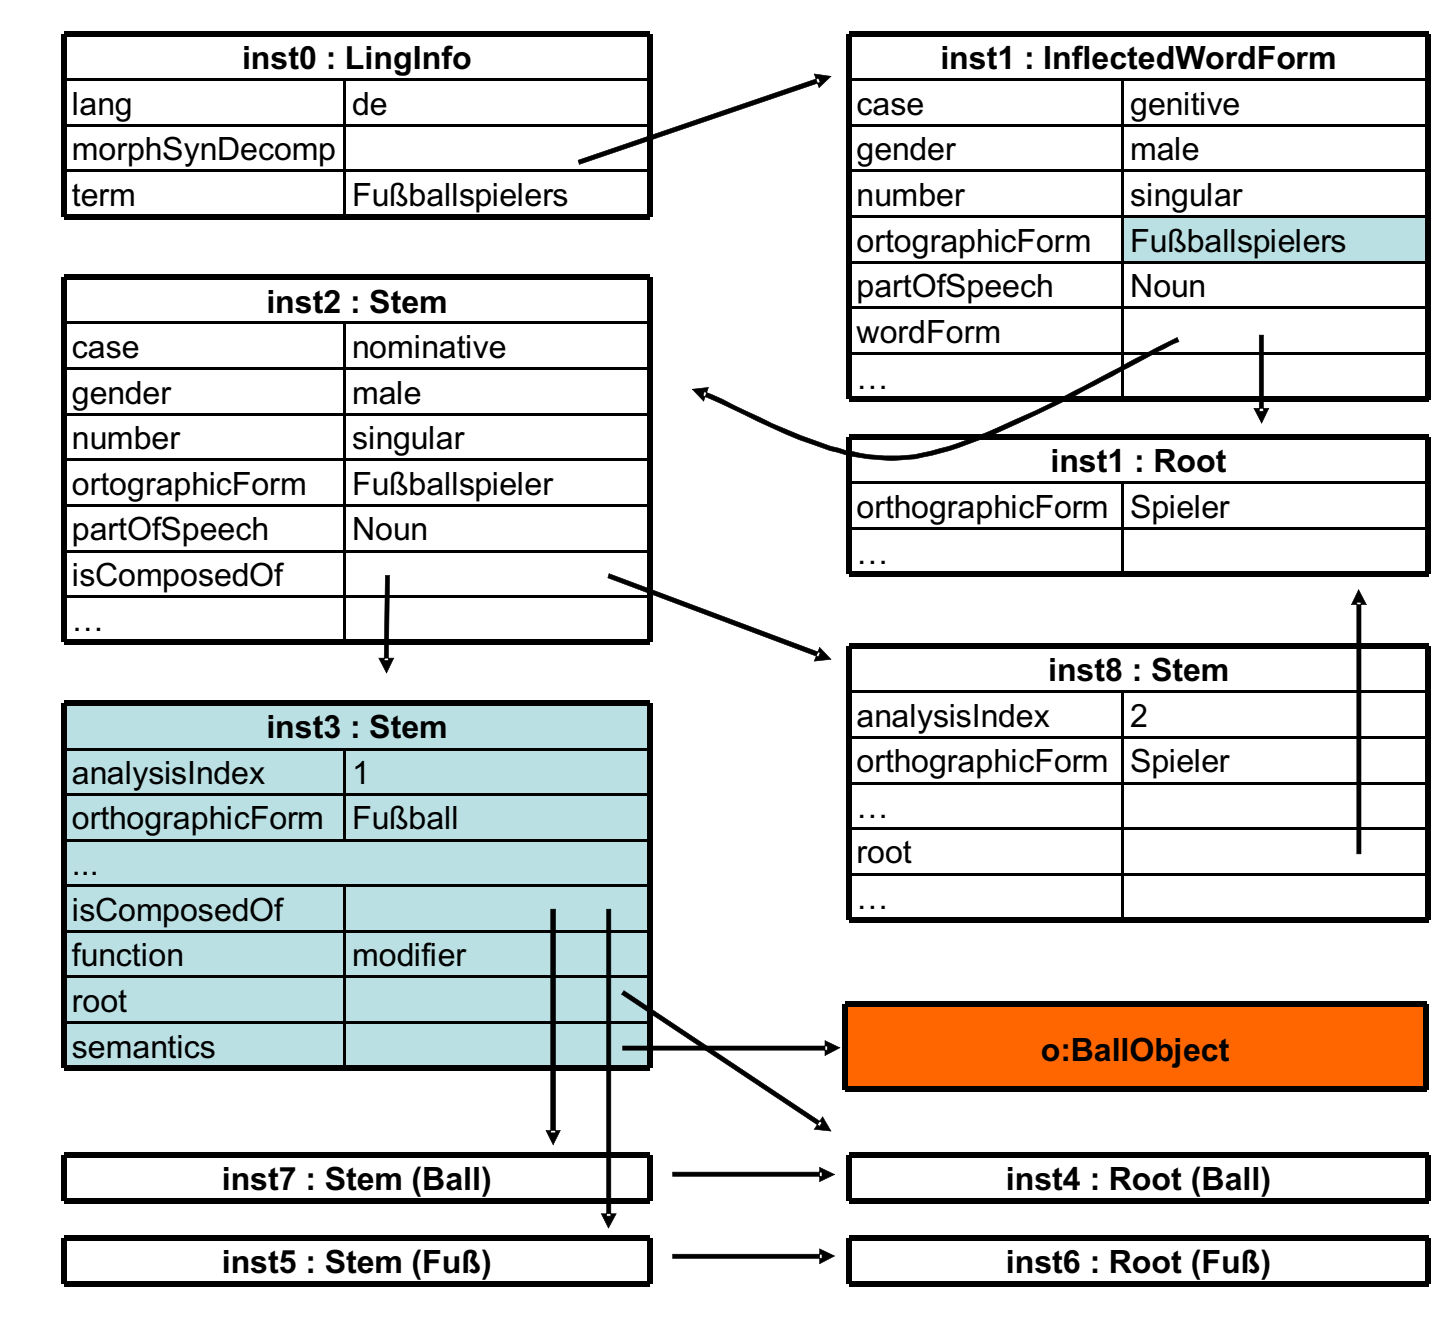 inst0 : LingInfo
lang de
morphSynDecomp
term Fußballspielers
inst1 : InflectedWordForm
case genitive
gender male
number singular
ortographicForm Fußballspielers
partOfSpeech Noun
wordForm
…
inst2 : Stem
case nominative
gender male
number singular
ortographicForm Fußballspieler
partOfSpeech Noun
isComposedOf
…
inst1 : Root
orthographicForm Spieler
…
inst3 : Stem
analysisIndex 1
orthographicForm Fußball
...
isComposedOf
function modifier
root
semantics
inst8 : Stem
analysisIndex 2
orthographicForm Spieler
…
root
…
o:BallObject
inst7 : Stem (Ball)
inst4 : Root (Ball)
inst5 : Stem (Fuß)
inst6 : Root (Fuß)